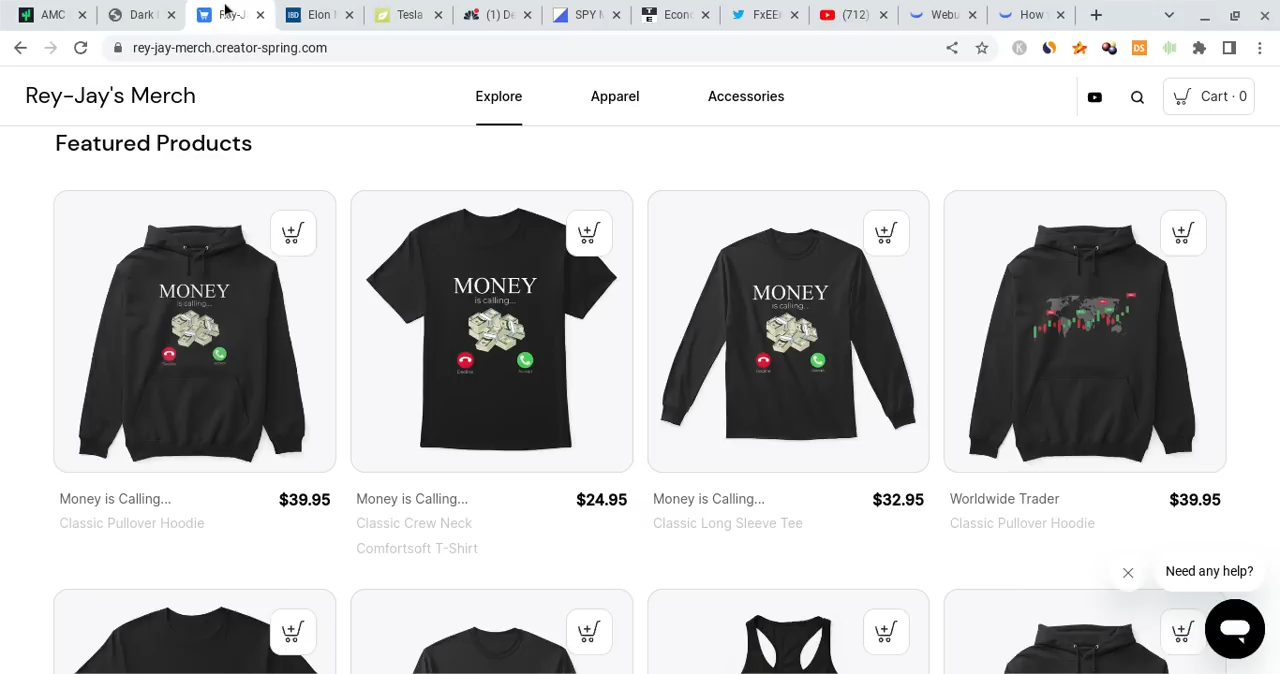 AMC
Dark
Rey-J
IBD
Elon
Tesla
(1) De
SPY
Econ
FxEE
(712)
Webu
How
rey-jay-merch.creator-spring.com
K
DS
Rey-Jay's Merch
Explore
Apparel
Accessories
Cart · 0
Featured Products
MONEY
is calling...
MONEY
is calling...
Decline
MONEY
is calling...
Money is Calling...
$39.95
Classic Pullover Hoodie
Money is Calling...
$24.95
Classic Crew Neck
Comfortsoft T-Shirt
Money is Calling...
$32.95
Classic Long Sleeve Tee
Worldwide Trader
$39.95
Classic Pullover Hoodie
Need any help?